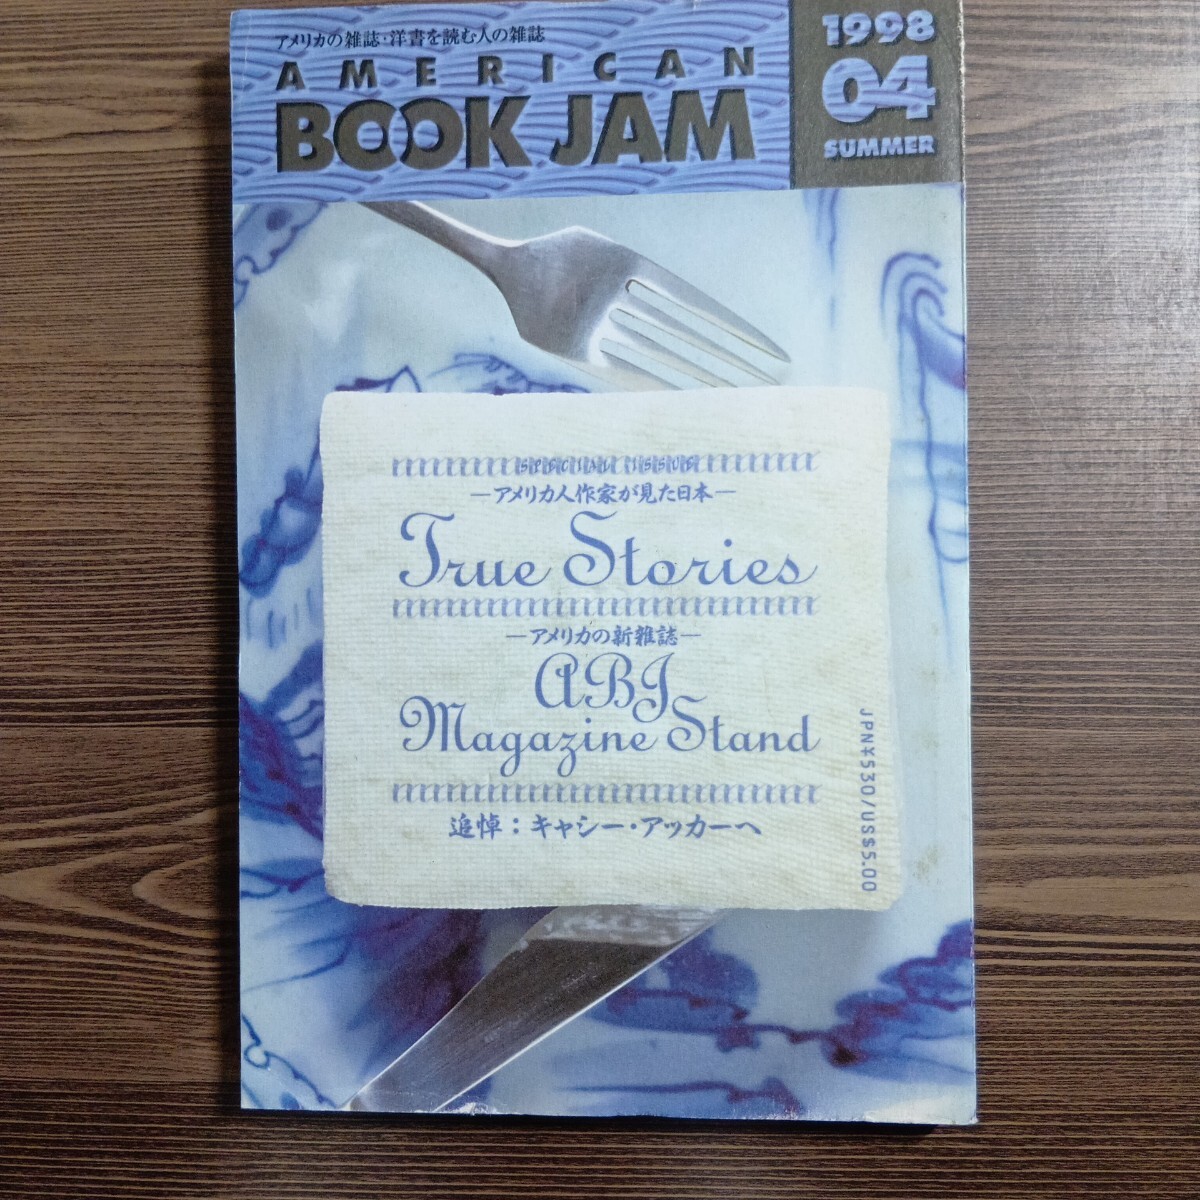 アメリカの雑誌・洋書を読む人の雑誌
AMERICAN
BOOK JAM
1998
04
SUMMER
SPECIAL ISSUE
—アメリカ人作家が見た日本—
True Stories
—アメリカの新雑誌—
ABJ
Magazine Stand
追悼：キャシー・アッカーへ
JPN¥530/US$5.00